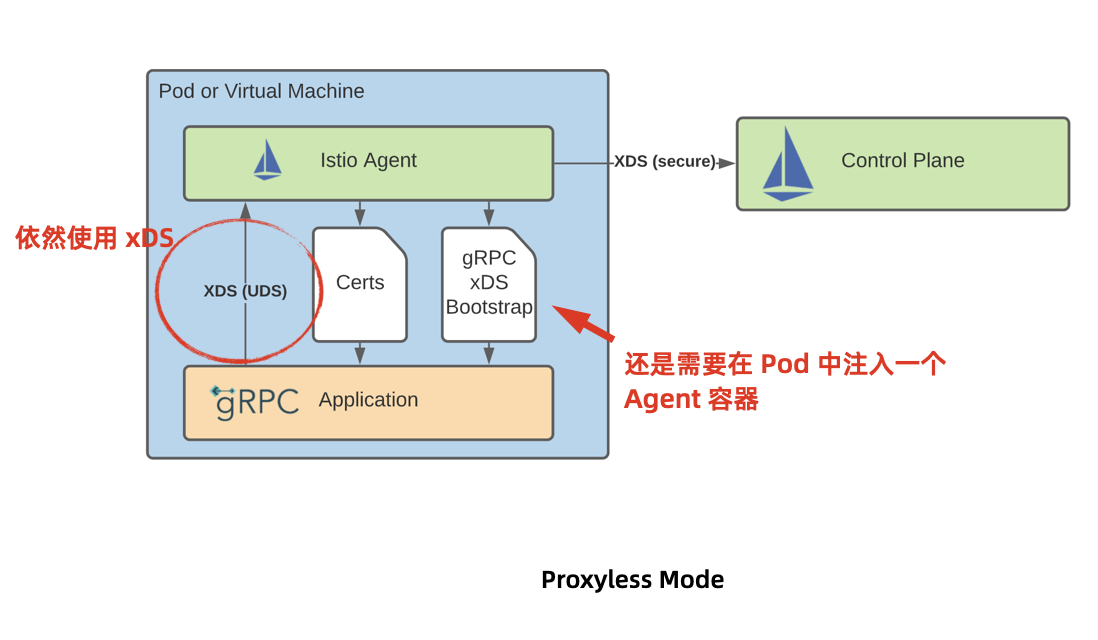 Pod or Virtual Machine
Istio Agent
XDS (secure)
Control Plane
依然使用 xDS
XDS (UDS)
Certs
gRPC
xDS
Bootstrap
还是需要在 Pod 中注入一个
Agent 容器
gRPC Application
Proxyless Mode